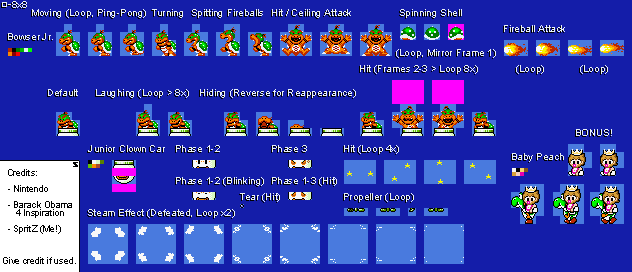 8x8
Moving (Loop, Ping-Pong) Turning Spitting Fireballs Hit / Ceiling Attack Spinning Shell
Bowser Jr.
Fireball Attack
(Loop, Mirror Frame 1)
(Loop) (Loop)
Hit (Frames 2-3 > Loop 8x)
Default Laughing (Loop > 8x) Hiding (Reverse for Reappearance)
BONUS!
Junior Clown Car Phase 1-2 Phase 3 Hit (Loop 4x)
Baby Peach
Credits:
- Nintendo
- Barack Obama
4 Inspiration
- SpritZ (Me!)
Give credit if used.
Phase 1-2 (Blinking) Phase 1-3 (Hit)
Tear (Hit) Propeller (Loop)
Steam Effect (Defeated, Loop x2)